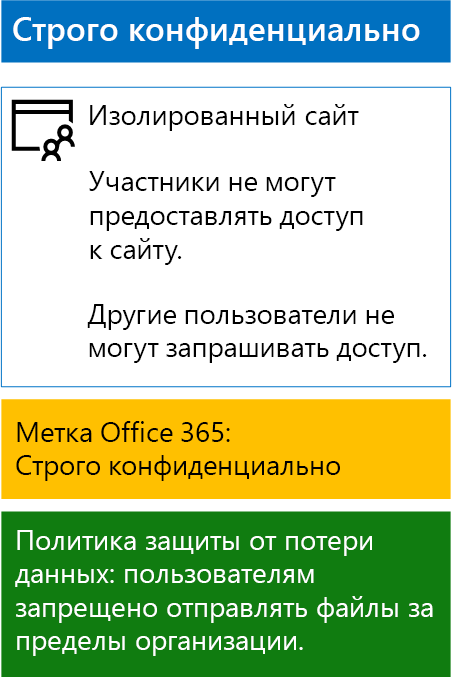 Строго конфиденциально
Изолированный сайт
Участники не могут
предоставлять доступ
к сайту.
Другие пользователи не
могут запрашивать доступ.
Метка Office 365:
Строго конфиденциально
Политика защиты от потери
данных: пользователям
запрещено отправлять файлы за
пределы организации.